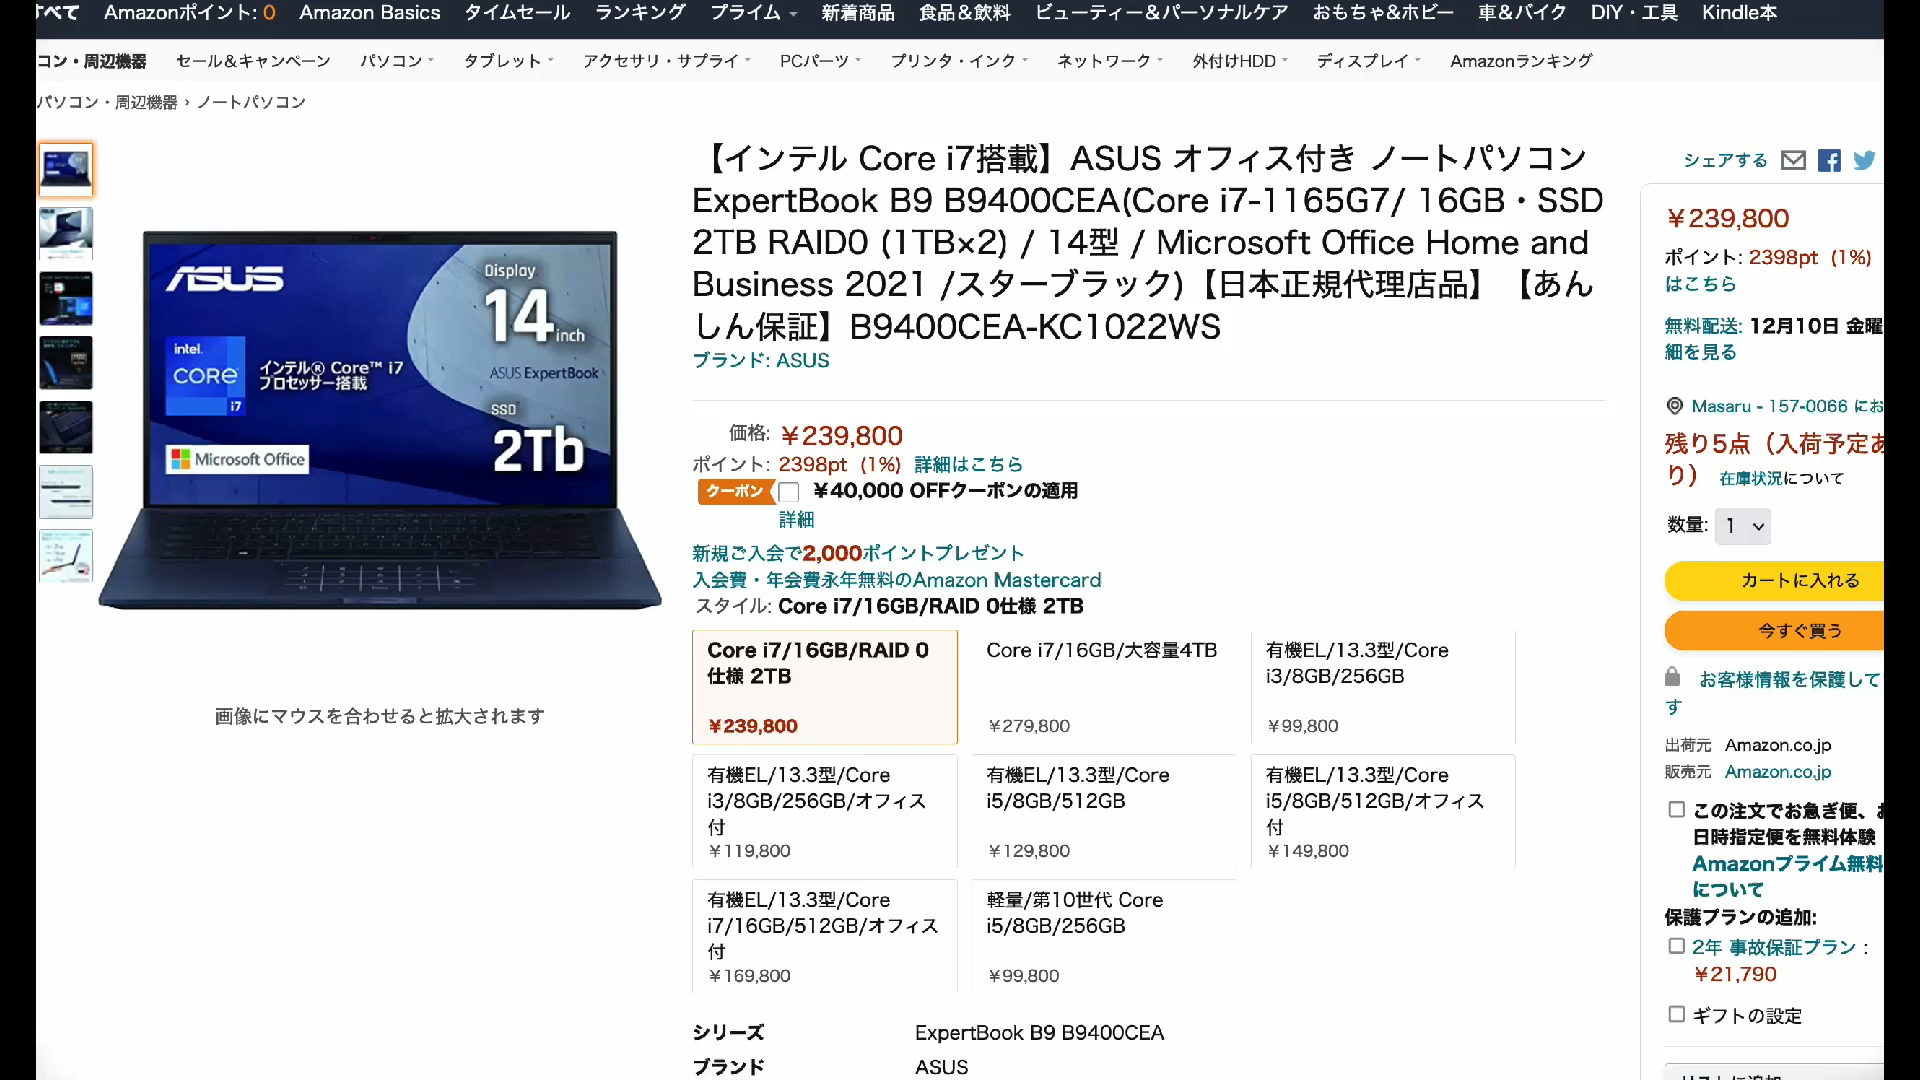 すべて Amazonポイント: 0 Amazon Basics タイムセール ランキング プライム 新着商品 食品&飲料 ビューティー&パーソナルケア おもちゃ&ホビー 車&バイク DIY・工具 Kindle本
コン・周辺機器 セール&キャンペーン パソコン タブレット アクセサリ・サプライ PCパーツ プリンタ・インク ネットワーク 外付けHDD ディスプレイ Amazonランキング
パソコン・周辺機器 › ノートパソコン
ASUS
Display
14 inch
intel.
CORE
i7
インテル® Core™ i7
プロセッサー搭載
ASUS ExpertBook
SSD
2Tb
Microsoft Office
画像にマウスを合わせると拡大されます
【インテル Core i7搭載】ASUS オフィス付き ノートパソコン
ExpertBook B9 B9400CEA(Core i7-1165G7/ 16GB・SSD
2TB RAID0 (1TB×2) / 14型 / Microsoft Office Home and
Business 2021 /スターブラック)【日本正規代理店品】【あん
しん保証】B9400CEA-KC1022WS
ブランド: ASUS
価格: ￥239,800
ポイント: 2398pt (1%) 詳細はこちら
クーポン ￥40,000 OFFクーポンの適用
詳細
新規ご入会で2,000ポイントプレゼント
入会費・年会費永年無料のAmazon Mastercard
スタイル: Core i7/16GB/RAID 0仕様 2TB
Core i7/16GB/RAID 0
仕様 2TB
￥239,800
Core i7/16GB/大容量4TB
￥279,800
有機EL/13.3型/Core
i3/8GB/256GB
￥99,800
有機EL/13.3型/Core
i3/8GB/256GB/オフィス
付
￥119,800
有機EL/13.3型/Core
i5/8GB/512GB
￥129,800
有機EL/13.3型/Core
i5/8GB/512GB/オフィス
付
￥149,800
有機EL/13.3型/Core
i7/16GB/512GB/オフィス
付
￥169,800
軽量/第10世代 Core
i5/8GB/256GB
￥99,800
シリーズ ExpertBook B9 B9400CEA
ブランド ASUS
シェアする
￥239,800
ポイント: 2398pt (1%)
はこちら
無料配送: 12月10日 金曜
細を見る
Masaru - 157-0066 にお
残り5点（入荷予定あ
り） 在庫状況について
数量: 1
カートに入れる
今すぐ買う
お客様情報を保護して
す
出荷元 Amazon.co.jp
販売元 Amazon.co.jp
この注文でお急ぎ便、お
日時指定便を無料体験
Amazonプライム無料
について
保護プランの追加:
2年 事故保証プラン：
￥21,790
ギフトの設定
リストに追加